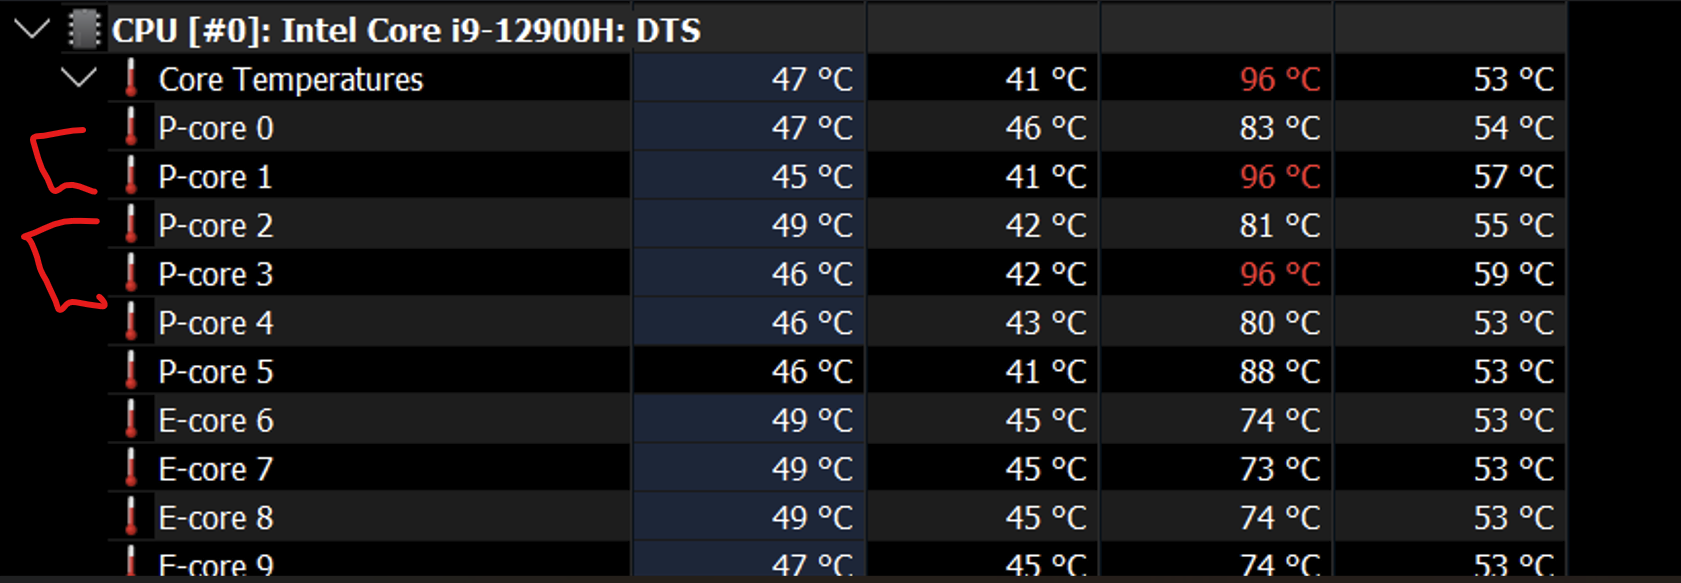 CPU [#0]: Intel Core i9-12900H: DTS
Core Temperatures 47 °C 41 °C 96 °C 53 °C
P-core 0 47 °C 46 °C 83 °C 54 °C
P-core 1 45 °C 41 °C 96 °C 57 °C
P-core 2 49 °C 42 °C 81 °C 55 °C
P-core 3 46 °C 42 °C 96 °C 59 °C
P-core 4 46 °C 43 °C 80 °C 53 °C
P-core 5 46 °C 41 °C 88 °C 53 °C
E-core 6 49 °C 45 °C 74 °C 53 °C
E-core 7 49 °C 45 °C 73 °C 53 °C
E-core 8 49 °C 45 °C 74 °C 53 °C
E-core 9 47 °C 45 °C 74 °C 53 °C